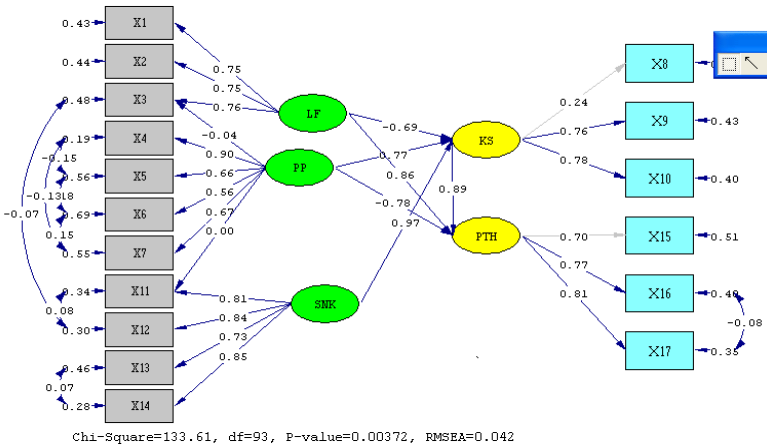 0.43 X1
0.44 X2
0.48 X3
0.19 X4
-0.15
0.56 X5
0.69 X6
-0.07
0.15
0.55 X7
0.34 X11
0.08
0.30 X12
0.46 X13
0.07
0.28 X14
0.75
0.75
0.76
-0.04
0.90
0.66
0.56
0.67
0.00
0.81
0.84
0.73
0.85
LF
PP
SNK
-0.69
0.77
0.86
-0.78
0.97
KS
0.89
PTH
0.24
0.76
0.78
0.70
0.77
0.81
X8
X9 0.43
X10 0.40
X15 0.51
X16 0.40
-0.08
X17 0.35
Chi-Square=133.61, df=93, P-value=0.00372, RMSEA=0.042